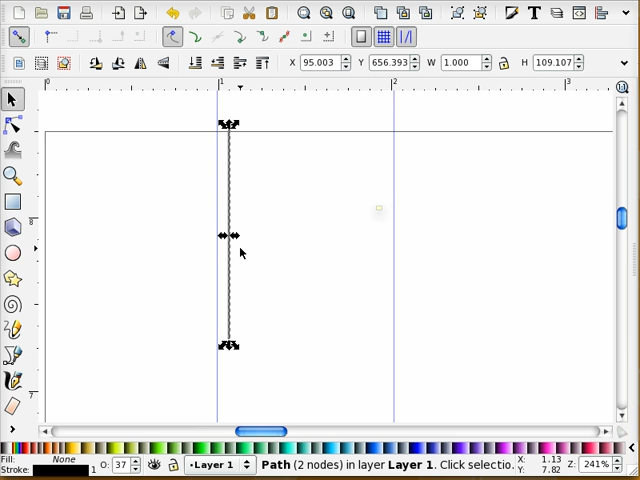 X 95.003 Y 656.393 W 1.000 H 109.107
0 1 2 3
8
7
Fill: None
Stroke: 1 O: 37 •Layer 1 Path (2 nodes) in layer Layer 1. Click selectio. X: 1.13 Y: 7.82 Z: 241%